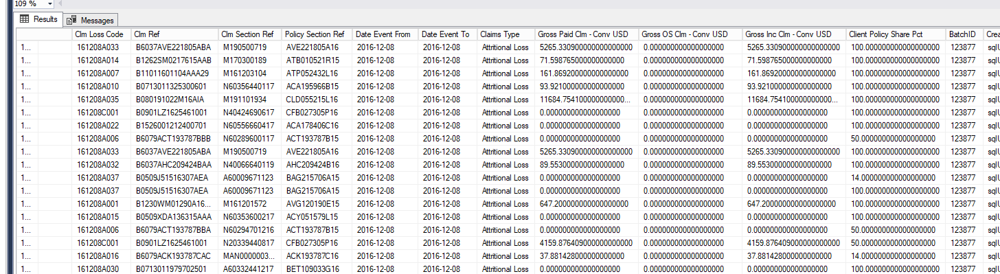 109 %
Results Messages
Clm Loss Code Clm Ref Clm Section Ref Policy Section Ref Date Event From Date Event To Claims Type Gross Paid Clm - Conv USD Gross OS Clm - Conv USD Gross Inc Clm - Conv USD Client Policy Share Pct BatchID Crea
1... 161208A033 B6037AVE221805ABA M190500719 AVE221805A16 2016-12-08 2016-12-08 Attritional Loss 5265.330900000000000000 0.000000000000000000 5265.330900000000000000 100.000000000000000000 123877 sqlU
1... 161208A014 B1262SM0217615AAB M170300189 ATB010521R15 2016-12-08 2016-12-08 Attritional Loss 71.598765000000000000 0.000000000000000000 71.598765000000000000 100.000000000000000000 123877 sqlU
1... 161208A007 B11011601104AAA29 M161203104 ATP052432L16 2016-12-08 2016-12-08 Attritional Loss 161.869200000000000000 0.000000000000000000 161.869200000000000000 100.000000000000000000 123877 sqlU
1... 161208A010 B0713011325300601 N60356440117 ACA195966B15 2016-12-08 2016-12-08 Attritional Loss 93.921000000000000000 0.000000000000000000 93.921000000000000000 100.000000000000000000 123877 sqlU
1... 161208A035 B080191022M16AIA M191101934 CLD055215L16 2016-12-08 2016-12-08 Attritional Loss 11684.754100000000000... 0.000000000000000000 11684.754100000000000... 100.000000000000000000 123877 sqlU
1... 161208C001 B0901LZ1625461001 N40424690617 CFB027305P16 2016-12-08 2016-12-08 Attritional Loss 0.000000000000000000 0.000000000000000000 0.000000000000000000 100.000000000000000000 123877 sqlU
1... 161208A022 B1526001212400701 N60556660417 ACA178406C16 2016-12-08 2016-12-08 Attritional Loss 0.000000000000000000 0.000000000000000000 0.000000000000000000 100.000000000000000000 123877 sqlU
1... 161208A006 B6079ACT193787BBB N60289600117 ACT193787B15 2016-12-08 2016-12-08 Attritional Loss 0.000000000000000000 0.000000000000000000 0.000000000000000000 50.000000000000000000 123877 sqlU
1... 161208A033 B6037AVE221805ABA M190500719 AVE221805A16 2016-12-08 2016-12-08 Attritional Loss 5265.330900000000000000 0.000000000000000000 5265.330900000000000000 100.000000000000000000 123877 sqlU
1... 161208A032 B6037AHC209424BAA N40066640119 AHC209424B16 2016-12-08 2016-12-08 Attritional Loss 89.553000000000000000 0.000000000000000000 89.553000000000000000 100.000000000000000000 123877 sqlU
1... 161208A037 B0509J51516307AEA A60009671123 BAG215706A15 2016-12-08 2016-12-08 Attritional Loss 0.000000000000000000 0.000000000000000000 0.000000000000000000 14.000000000000000000 123877 sqlU
1... 161208A037 B0509J51516307AEA A60009671123 BAG215706A15 2016-12-08 2016-12-08 Attritional Loss 0.000000000000000000 0.000000000000000000 0.000000000000000000 100.000000000000000000 123877 sqlU
1... 161208A001 B1230WM01290A16... M161201572 AVG120190E15 2016-12-08 2016-12-08 Attritional Loss 647.200000000000000000 0.000000000000000000 647.200000000000000000 100.000000000000000000 123877 sqlU
1... 161208A015 B0509XDA136315AAA N60353600217 ACY051579L15 2016-12-08 2016-12-08 Attritional Loss 0.000000000000000000 0.000000000000000000 0.000000000000000000 100.000000000000000000 123877 sqlU
1... 161208A006 B6079ACT193787BBA N60294701216 ACT193787B15 2016-12-08 2016-12-08 Attritional Loss 0.000000000000000000 0.000000000000000000 0.000000000000000000 50.000000000000000000 123877 sqlU
1... 161208C001 B0901LZ1625461001 N20339440817 CFB027305P16 2016-12-08 2016-12-08 Attritional Loss 4159.876409000000000000 0.000000000000000000 4159.876409000000000000 50.000000000000000000 123877 sqlU
1... 161208A016 B6079ACK193787CAC MAN0000003... ACK193787C16 2016-12-08 2016-12-08 Attritional Loss 37.881428000000000000 0.000000000000000000 37.881428000000000000 14.000000000000000000 123877 sqlU
1... 161208A030 B0713011979702501 A60332441217 BET109033G16 2016-12-08 2016-12-08 Attritional Loss 0.000000000000000000 0.000000000000000000 0.000000000000000000 100.000000000000000000 123877 sqlU